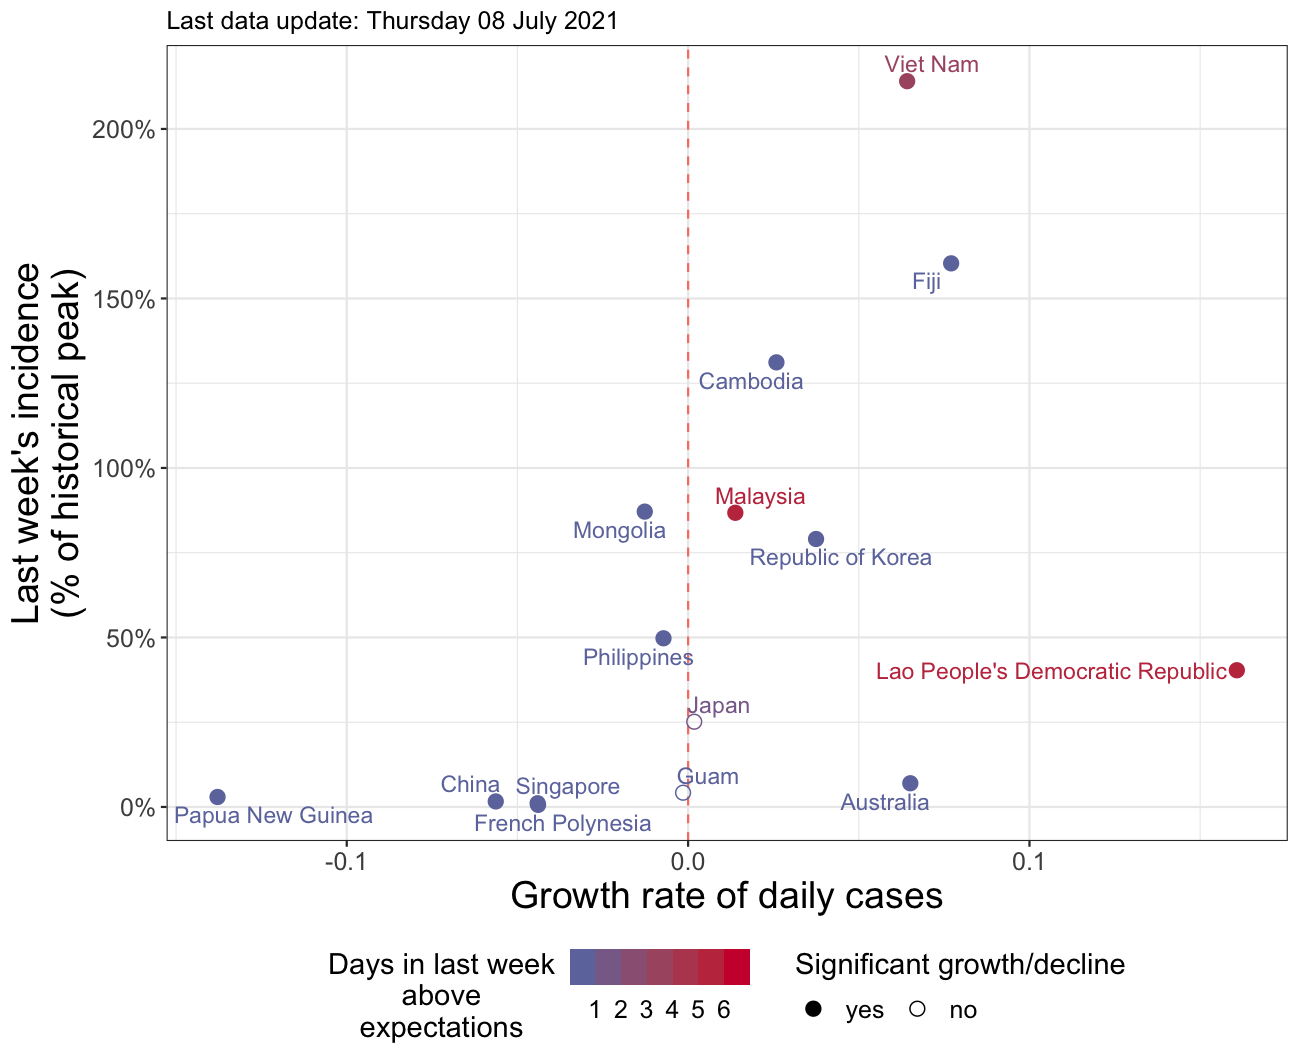 Last data update: Thursday 08 July 2021
Viet Nam
200%
Fiji
150%
Cambodia
100%
Malaysia
Mongolia
Republic of Korea
50%
Philippines
Lao People's Democratic Republic
Japan
Guam
China
Singapore
Australia
0%
Papua New Guinea
French Polynesia
-0.1
0.0
0.1
Last week's incidence
(% of historical peak)
Growth rate of daily cases
Days in last week
above
expectations
1 2 3 4 5 6
Significant growth/decline
yes
no